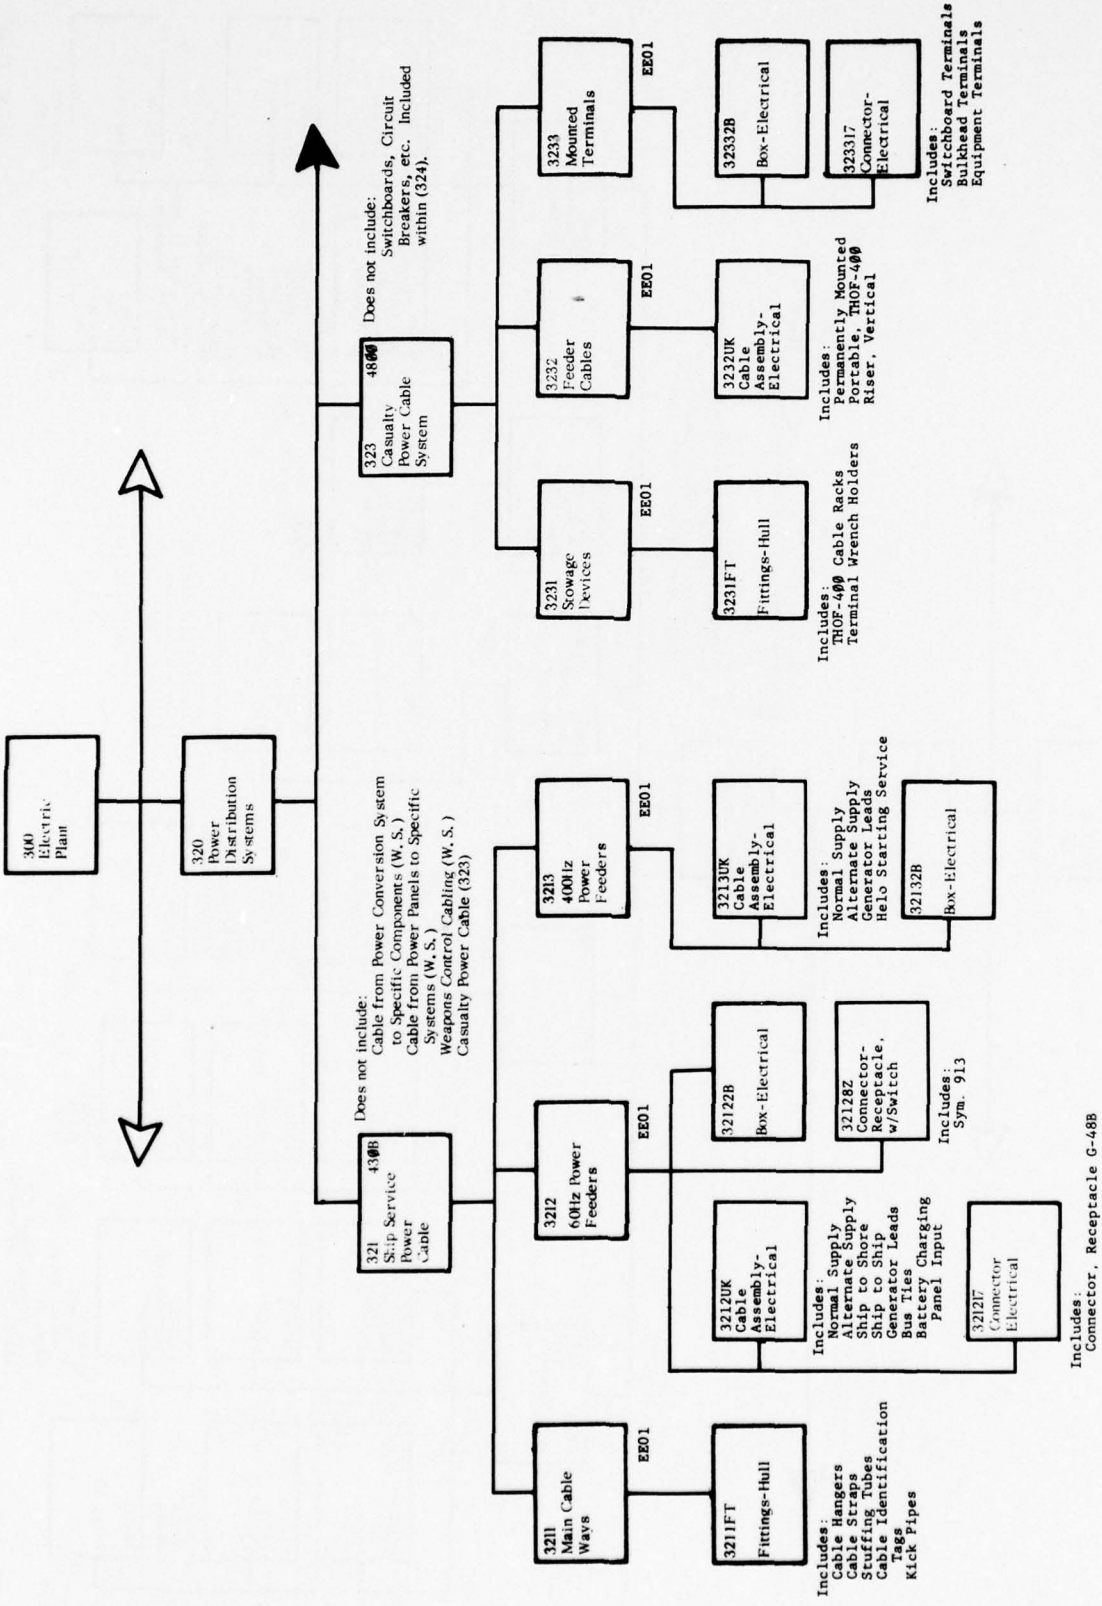 300
Electric
Plant
320
Power
Distribution
Systems
321 430B
Ship Service
Power
Cable
Does not include:
Cable from Power Conversion System
to Specific Components (W. S.)
Cable from Power Panels to Specific
Systems (W. S.)
Weapons Control Cabling (W. S.)
Casualty Power Cable (323)
323 4800
Casualty
Power Cable
System
Does not include:
Switchboards, Circuit
Breakers, etc. Included
within (324).
3211
Main Cable
Ways
EE01
3211FT
Fittings-Hull
Includes:
Cable Hangers
Cable Straps
Stuffing Tubes
Cable Identification
Tags
Kick Pipes
3212
60Hz Power
Feeders
EE01
3212UK
Cable
Assembly-
Electrical
Includes:
Normal Supply
Alternate Supply
Ship to Shore
Ship to Ship
Generator Leads
Bus Ties
Battery Charging
Panel Input
321217
Connector
Electrical
Includes:
Connector, Receptacle G-48B
32122B
Box-Electrical
32128Z
Connector-
Receptacle,
w/Switch
Includes:
Sym. 913
3213
400Hz
Power
Feeders
EE01
3213UK
Cable
Assembly-
Electrical
Includes:
Normal Supply
Alternate Supply
Generator Leads
Helo Starting Service
32132B
Box-Electrical
3231
Stowage
Devices
EE01
3231FT
Fittings-Hull
Includes:
THOF-400 Cable Racks
Terminal Wrench Holders
3232
Feeder
Cables
EE01
3232UK
Cable
Assembly-
Electrical
Includes:
Permanently Mounted
Portable, THOF-400
Riser, Vertical
3233
Mounted
Terminals
EE01
32332B
Box-Electrical
323317
Connector-
Electrical
Includes:
Switchboard Terminals
Bulkhead Terminals
Equipment Terminals